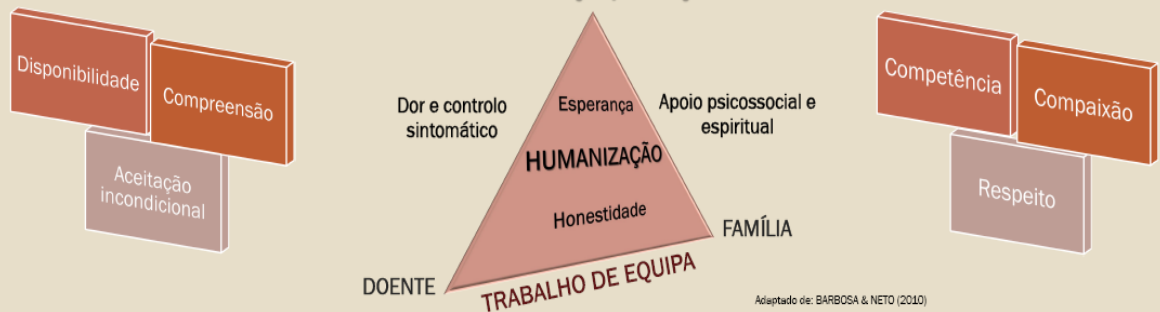 Disponibilidade
Compreensão
Aceitação
incondicional
Dor e controlo
sintomático
Esperança
HUMANIZAÇÃO
Honestidade
Apoio psicossocial e
espiritual
DOENTE
FAMÍLIA
TRABALHO DE EQUIPA
Competência
Compaixão
Respeito
Adaptado de: BARBOSA & NETO (2010)